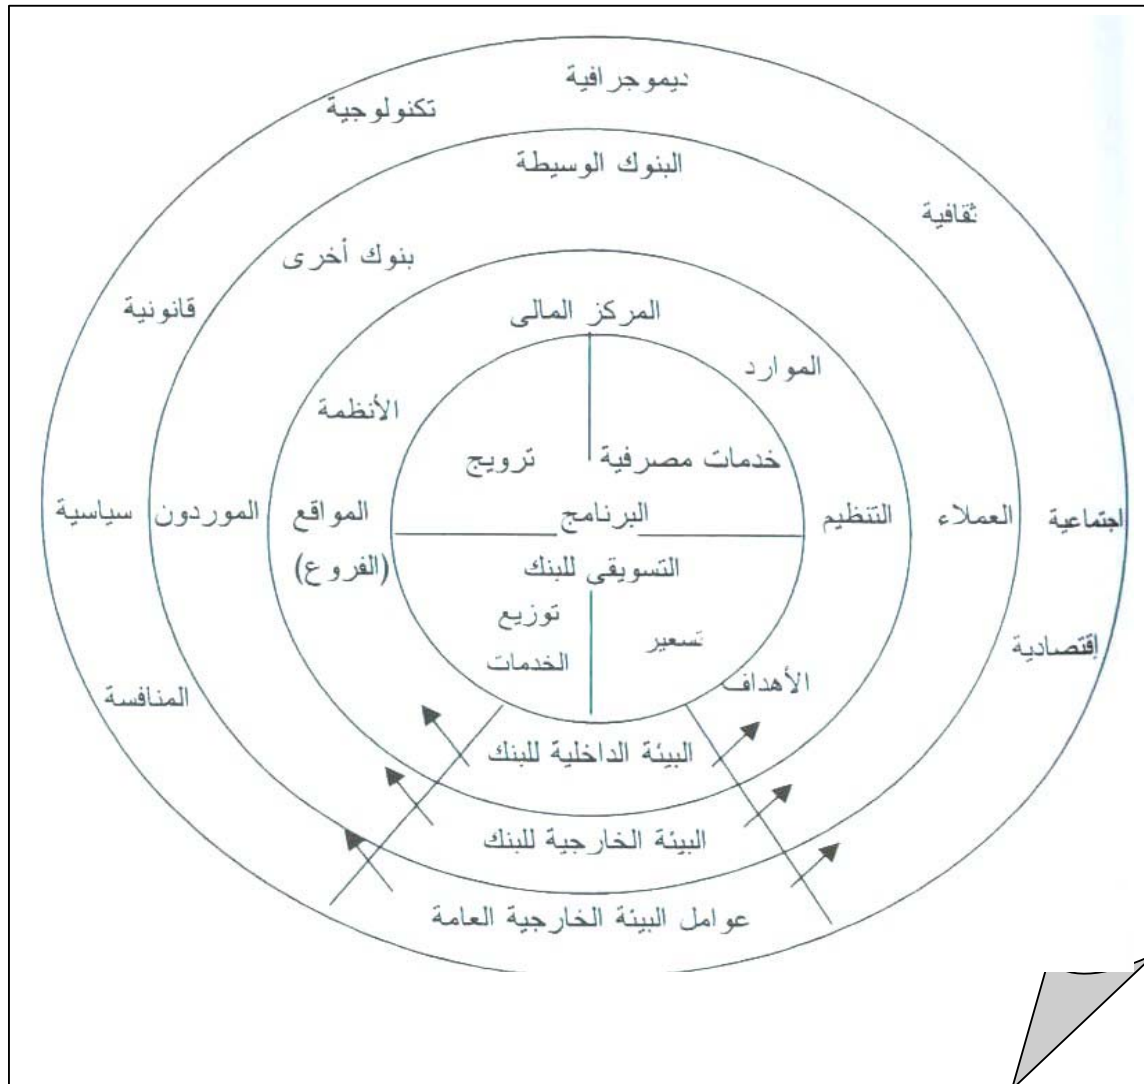 ديموجرافية
تكنولوجية
البنوك الوسيطة
ثقافية
بنوك أخرى
قانونية
المركز المالى
الموارد
الأنظمة
ترويج
خدمات مصرفية
اجتماعية
العملاء
التنظيم
البرنامج
المواقع
الموردون
سياسية
(الفروع)
التسويقى للبنك
توزيع
تسعير
إقتصادية
الخدمات
الأهداف
المنافسة
البيئة الداخلية للبنك
البيئة الخارجية للبنك
عوامل البيئة الخارجية العامة